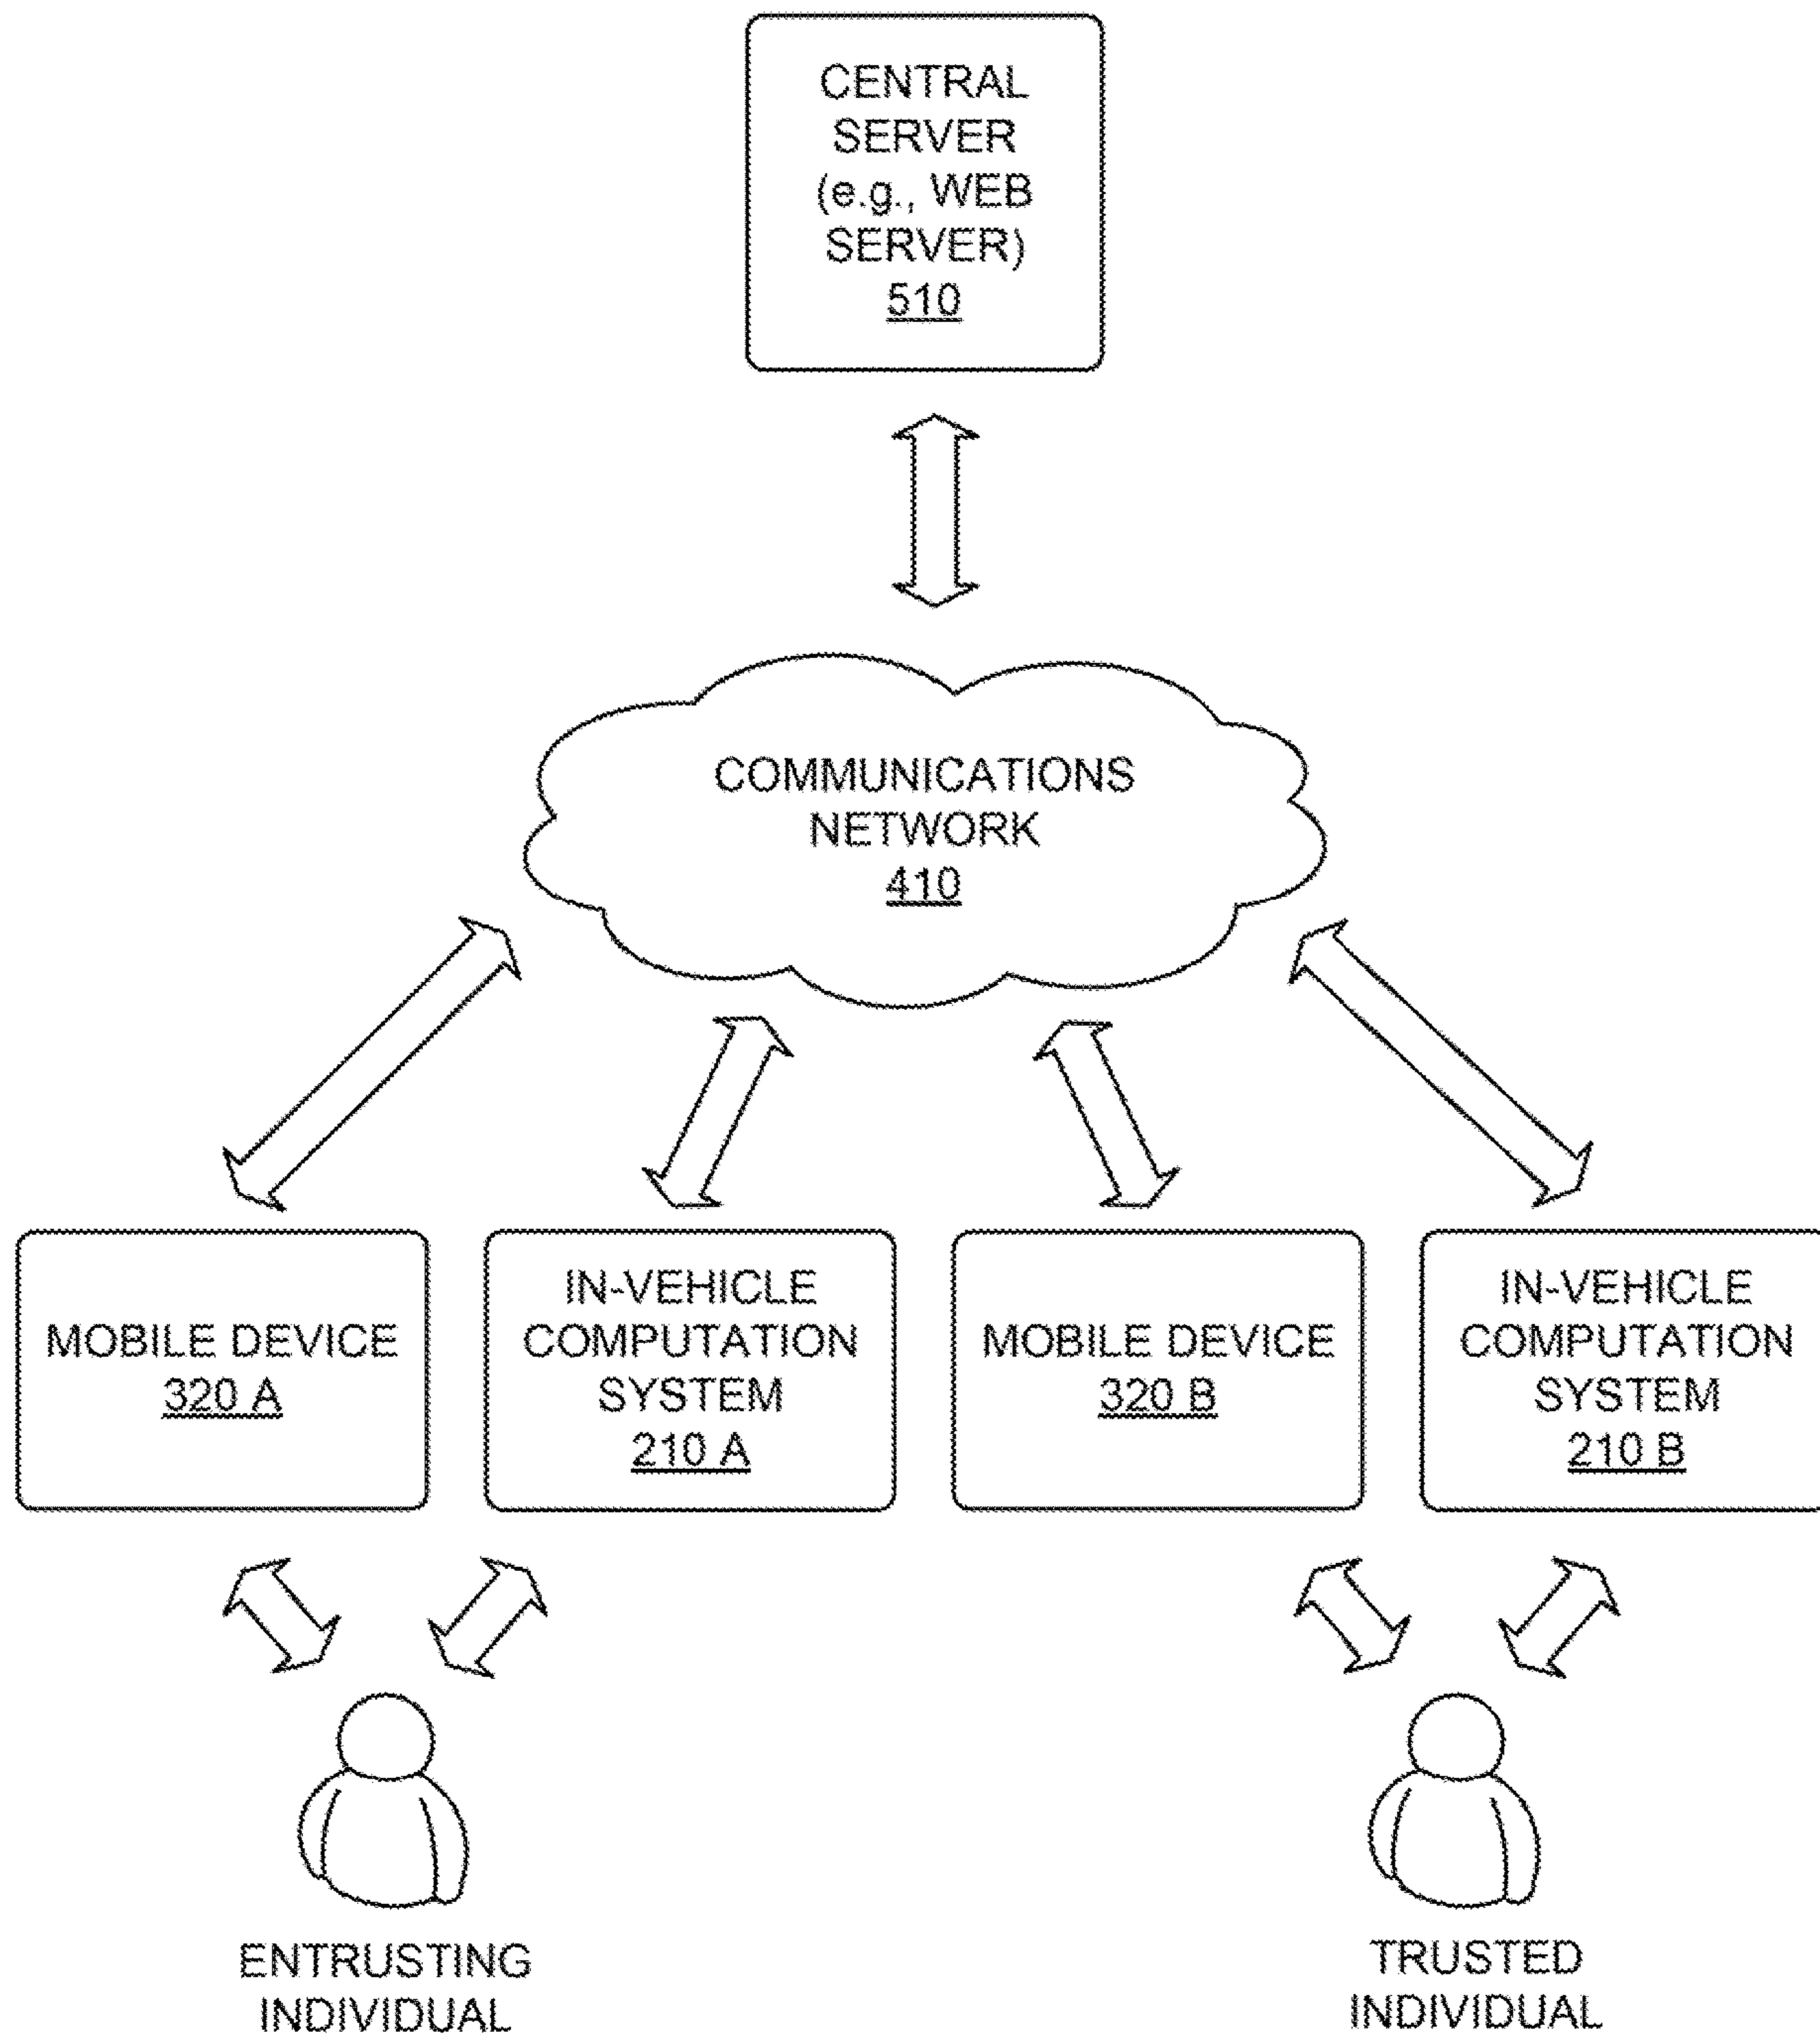 CENTRAL
SERVER
(e.g., WEB
SERVER)
510
COMMUNICATIONS
NETWORK
410
MOBILE DEVICE
320 A
IN-VEHICLE
COMPUTATION
SYSTEM
210 A
MOBILE DEVICE
320 B
IN-VEHICLE
COMPUTATION
SYSTEM
210 B
ENTRUSTING
INDIVIDUAL
TRUSTED
INDIVIDUAL